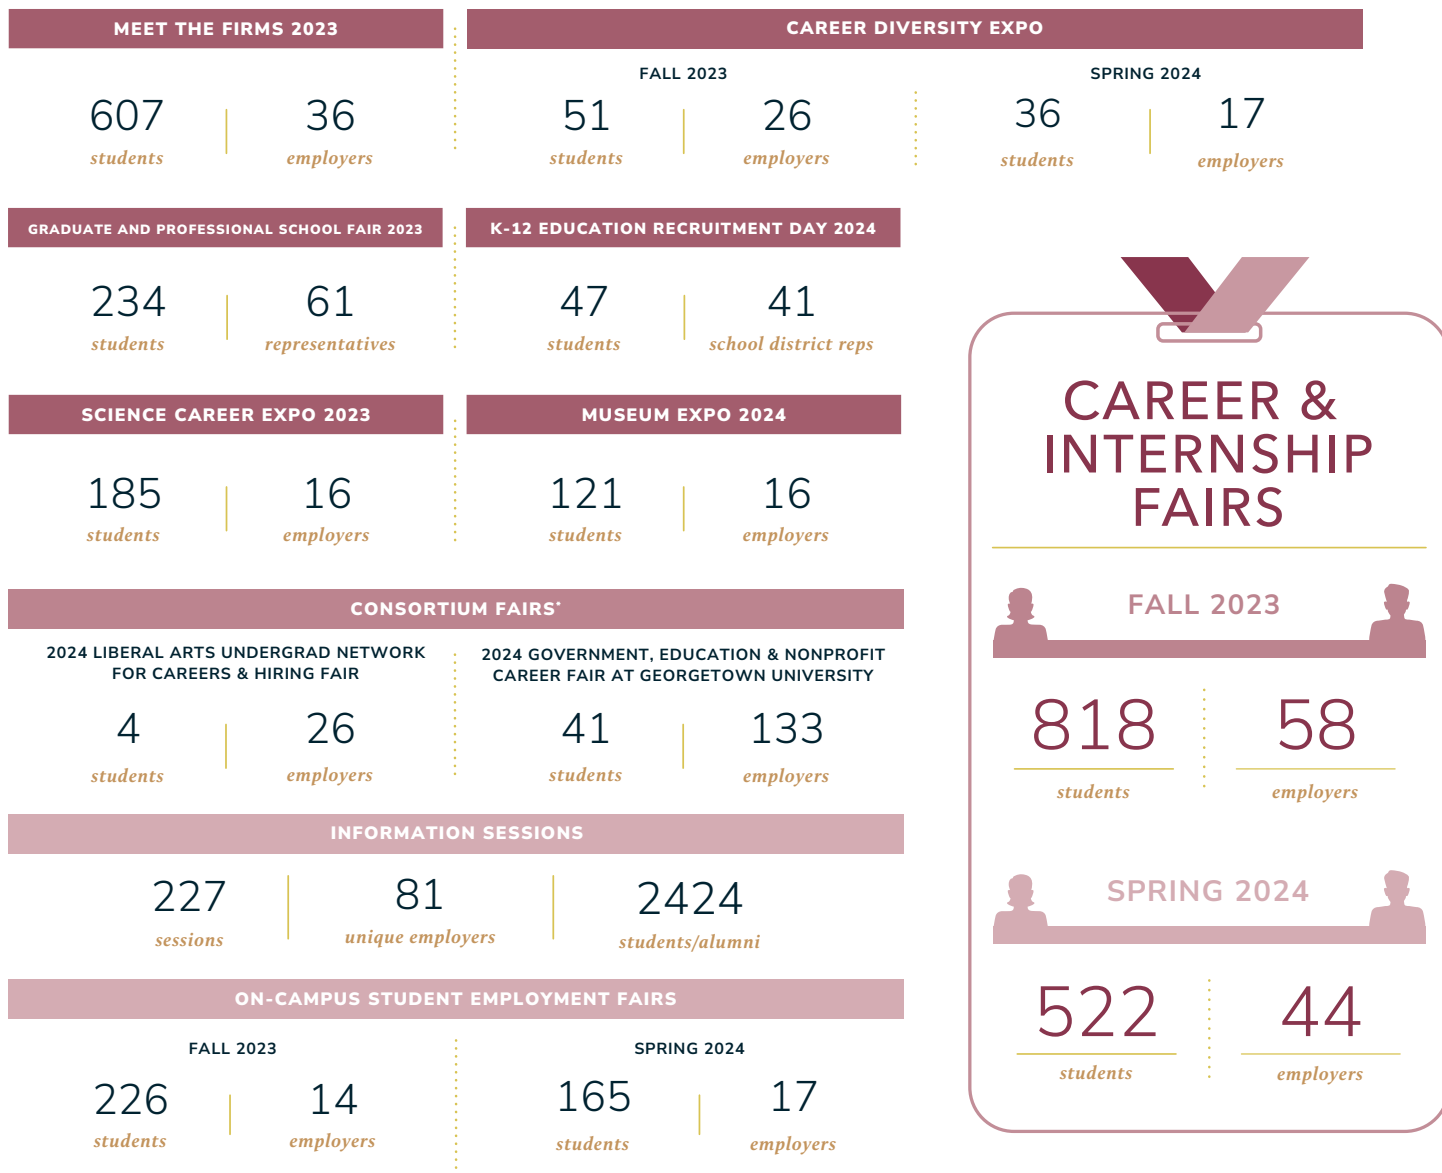 MEET THE FIRMS 2023
607
students
36
employers
CAREER DIVERSITY EXPO
FALL 2023
51
students
26
employers
SPRING 2024
36
students
17
employers
GRADUATE AND PROFESSIONAL SCHOOL FAIR 2023
234
students
61
representatives
K-12 EDUCATION RECRUITMENT DAY 2024
47
students
41
school district reps
SCIENCE CAREER EXPO 2023
185
students
16
employers
MUSEUM EXPO 2024
121
students
16
employers
CONSORTIUM FAIRS*
2024 LIBERAL ARTS UNDERGRAD NETWORK
FOR CAREERS & HIRING FAIR
4
students
26
employers
2024 GOVERNMENT, EDUCATION & NONPROFIT
CAREER FAIR AT GEORGETOWN UNIVERSITY
41
students
133
employers
INFORMATION SESSIONS
227
sessions
81
unique employers
2424
students/alumni
ON-CAMPUS STUDENT EMPLOYMENT FAIRS
FALL 2023
226
students
14
employers
SPRING 2024
165
students
17
employers
CAREER &
INTERNSHIP
FAIRS
FALL 2023
818
students
58
employers
SPRING 2024
522
students
44
employers